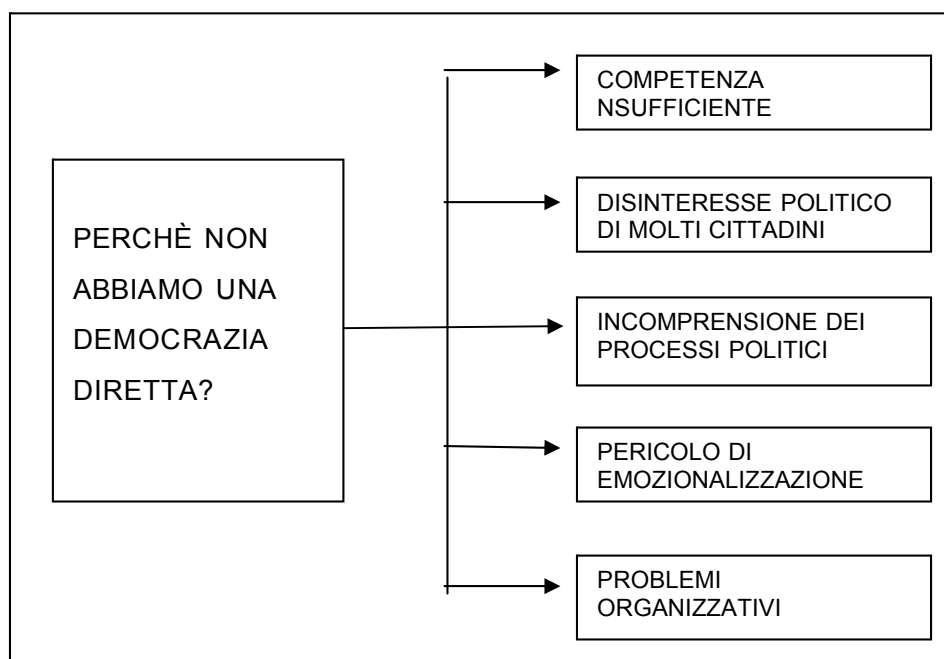 PERCHÈ NON
ABBIAMO UNA
DEMOCRAZIA
DIRETTA?
COMPETENZA
NSUFFICIENTE
DISINTERESSE POLITICO
DI MOLTI CITTADINI
INCOMPRENSIONE DEI
PROCESSI POLITICI
PERICOLO DI
EMOZIONALIZZAZIONE
PROBLEMI
ORGANIZZATIVI